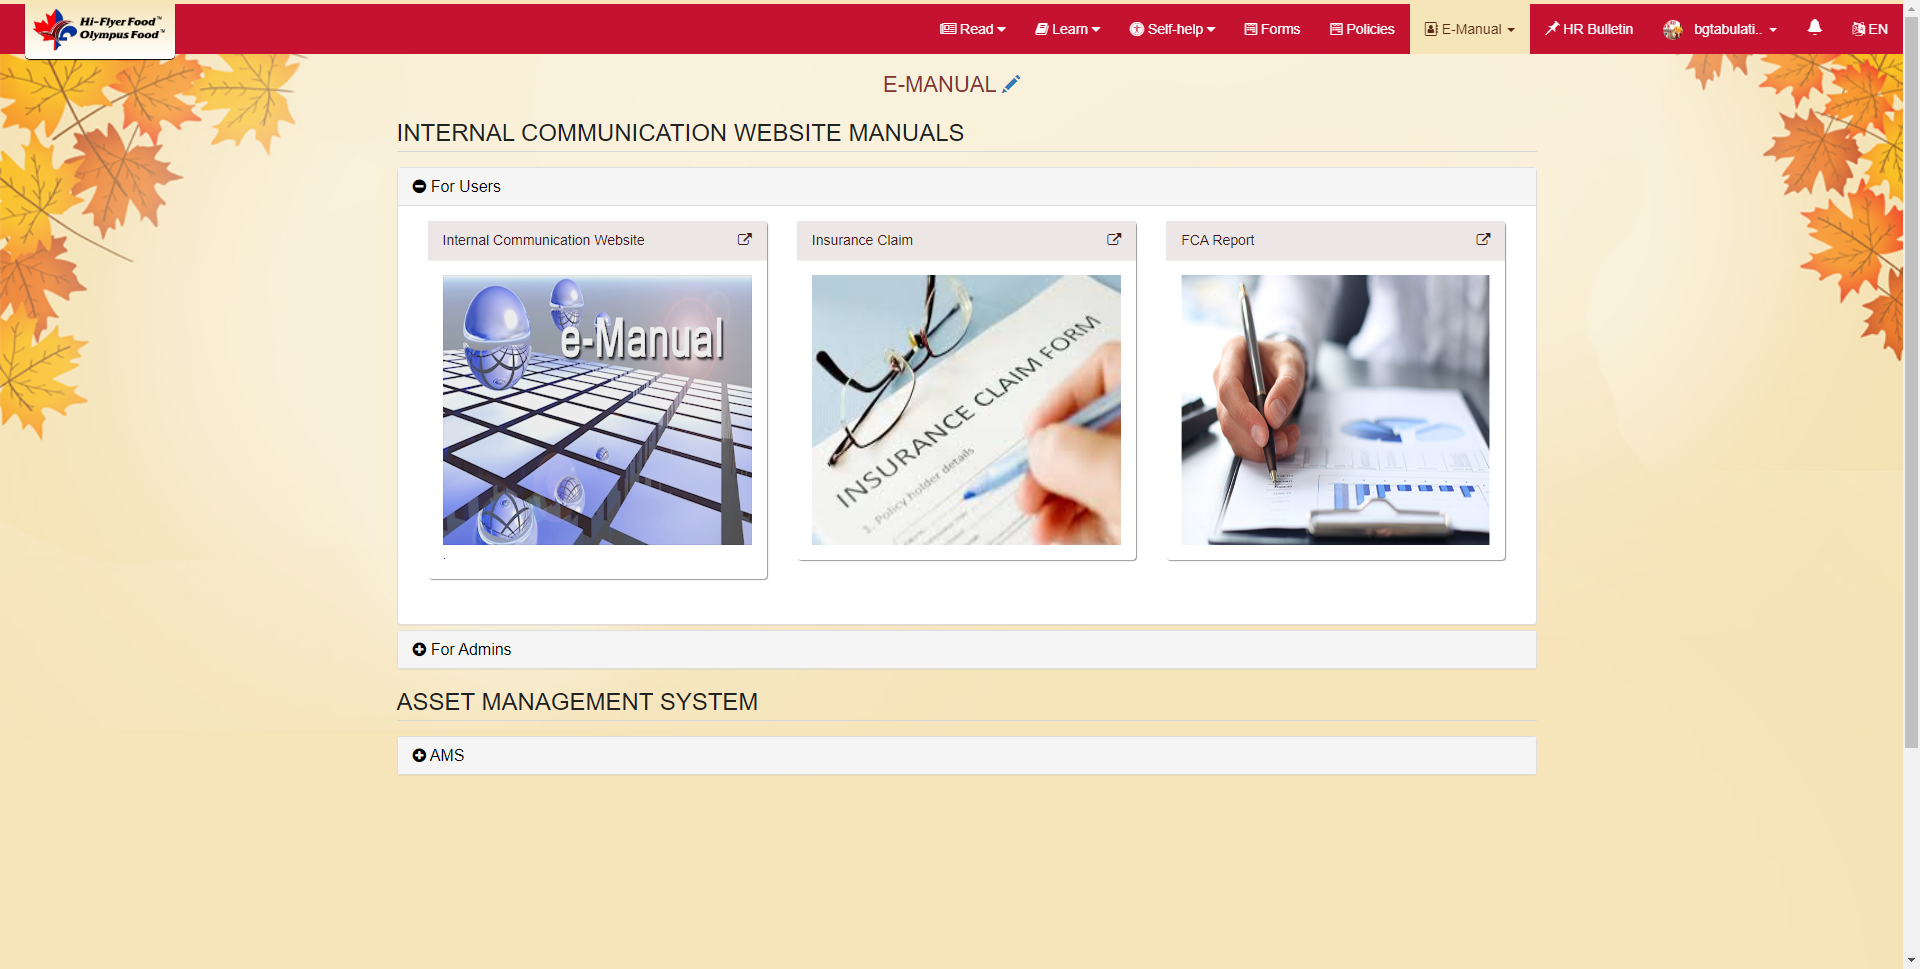 Hi-Flyer Food™
Olympus Food™
Read
Learn
Self-help
Forms
Policies
E-Manual
HR Bulletin
bgtabulati..
EN
E-MANUAL
INTERNAL COMMUNICATION WEBSITE MANUALS
For Users
Internal Communication Website
Insurance Claim
FCA Report
e-Manual
INSURANCE CLAIM FORM
1. Policy holder details
.
For Admins
ASSET MANAGEMENT SYSTEM
AMS